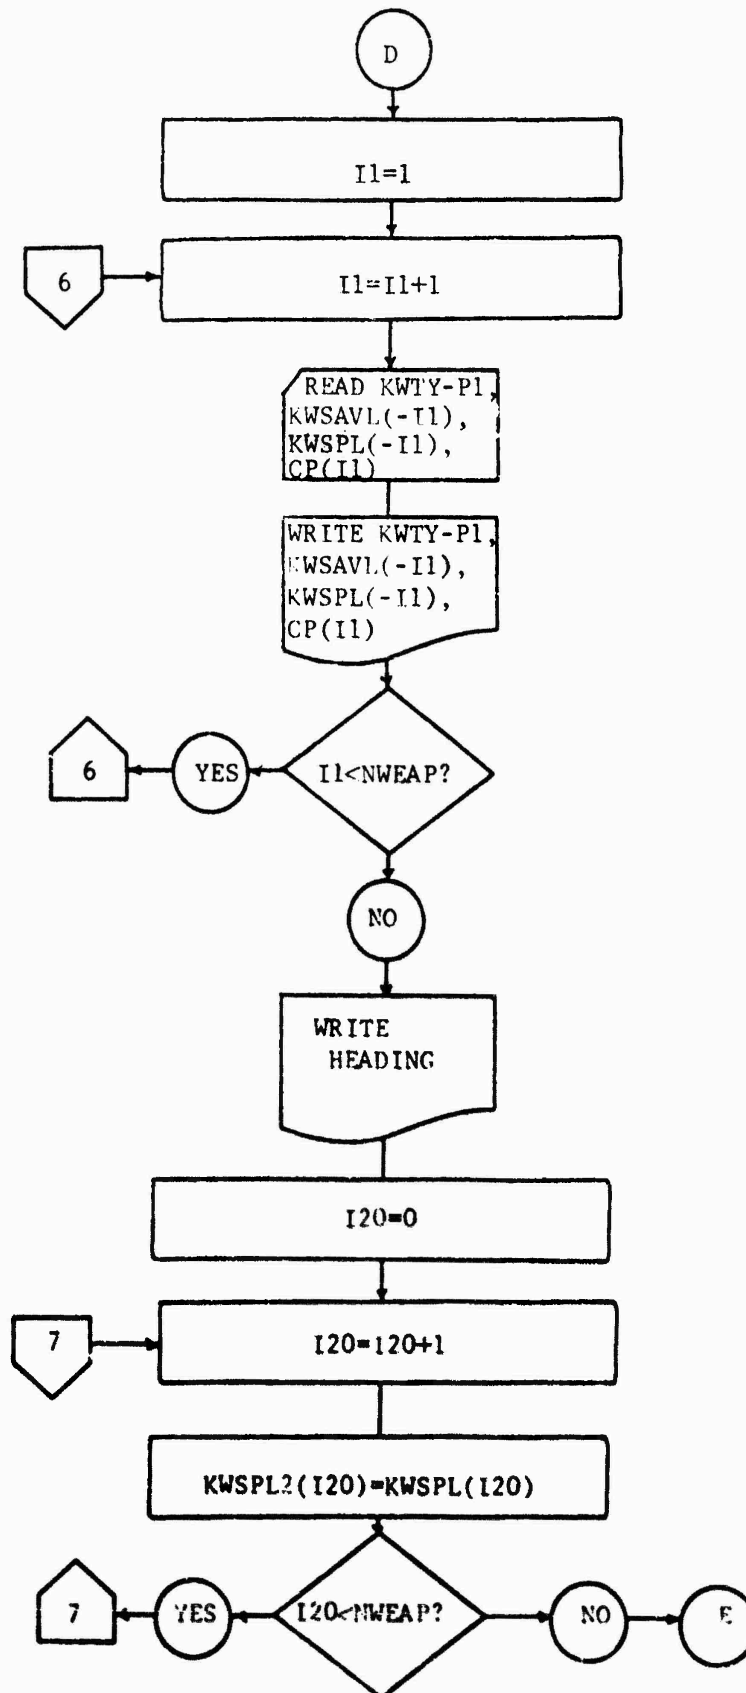 D
I1=1
6
I1=I1+1
READ KWTY-P1,
KWSAVL(-I1),
KWSPL(-I1),
CP(I1)
WRITE KWTY-P1,
KWSAVL(-I1),
KWSPL(-I1),
CP(I1)
6
YES
I1<NWEAP?
NO
WRITE
HEADING
I20=0
7
I20=I20+1
KWSPL2(I20)=KWSPL(I20)
7
YES
I20<NWEAP?
NO
E